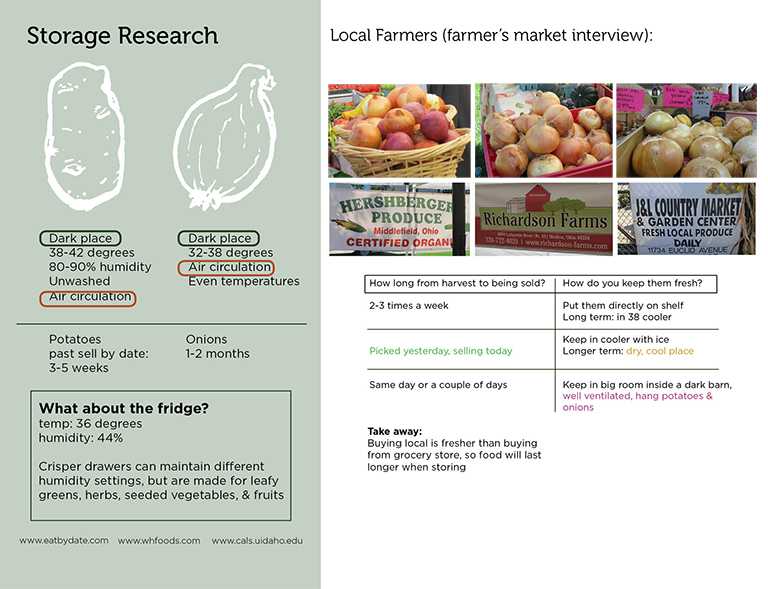 Storage Research
Dark place
38-42 degrees
80-90% humidity
Unwashed
Air circulation
Dark place
32-38 degrees
Air circulation
Even temperatures
Potatoes
past sell by date:
3-5 weeks
Onions
1-2 months
What about the fridge?
temp: 36 degrees
humidity: 44%
Crisper drawers can maintain different
humidity settings, but are made for leafy
greens, herbs, seeded vegetables, & fruits
www.eatbydate.com
www.whfoods.com
www.cals.uidaho.edu
Local Farmers (farmer's market interview):
HERSHBERGER
PRODUCE
Middlefield, Ohio
CERTIFIED ORGANI
Richardson Farms
www.richardson-farms.com
J&L COUNTRY MARKET
& GARDEN CENTER
FRESH LOCAL PRODUCE
DAILY
11734 EUCLID AVENUE
How long from harvest to being sold?
How do you keep them fresh?
2-3 times a week
Put them directly on shelf
Long term: in 38 cooler
Picked yesterday, selling today
Keep in cooler with ice
Longer term: dry, cool place
Same day or a couple of days
Keep in big room inside a dark barn,
well ventilated, hang potatoes &
onions
Take away:
Buying local is fresher than buying
from grocery store, so food will last
longer when storing